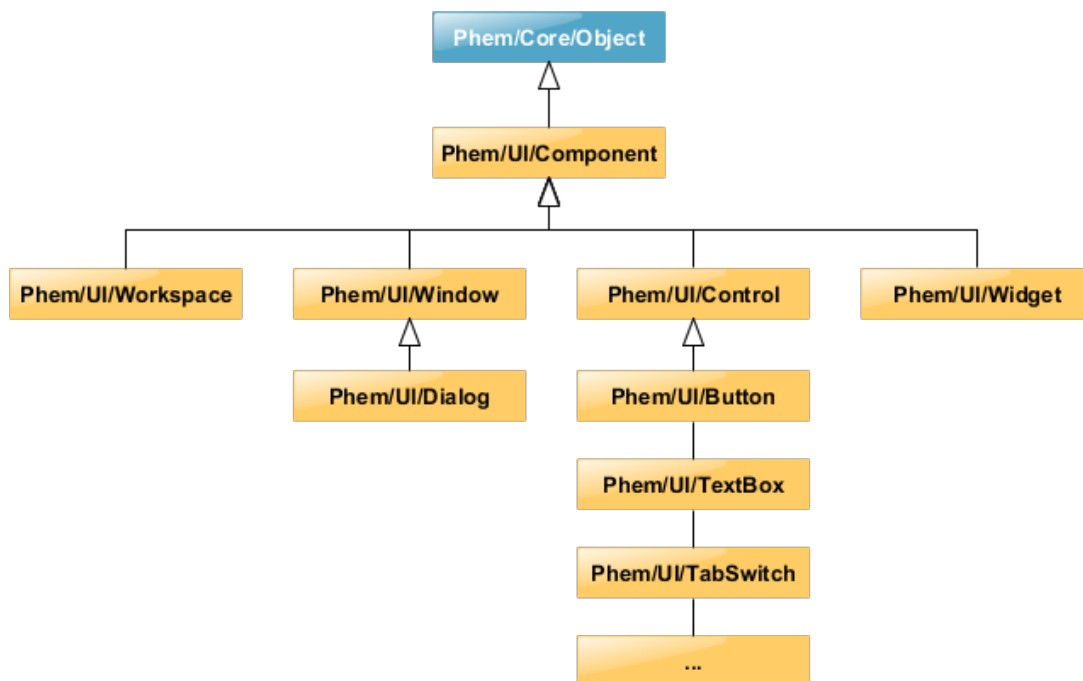 Phem/Core/Object
Phem/UI/Component
Phem/UI/Workspace
Phem/UI/Window
Phem/UI/Control
Phem/UI/Widget
Phem/UI/Dialog
Phem/UI/Button
Phem/UI/TextBox
Phem/UI/TabSwitch
...